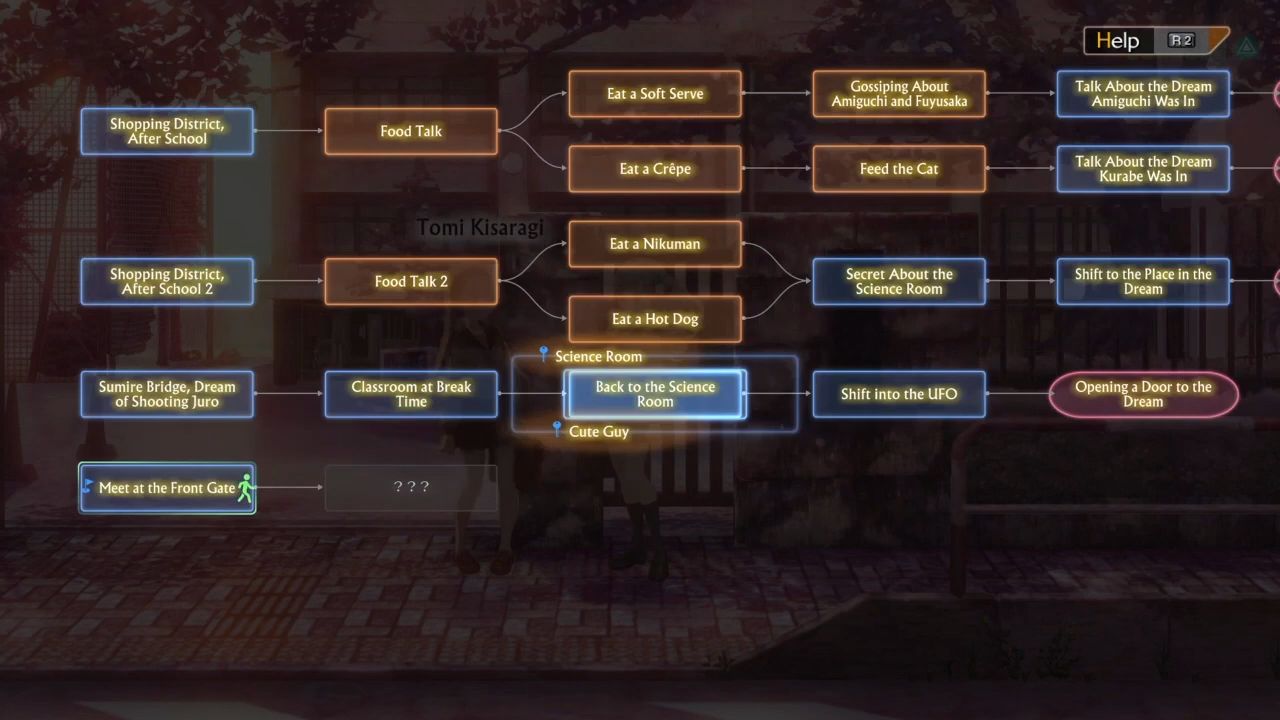 Help R2
Eat a Soft Serve
Gossiping About
Amiguchi and Fuyusaka
Talk About the Dream
Amiguchi Was In
Shopping District,
After School
Food Talk
Eat a Crêpe
Feed the Cat
Talk About the Dream
Kurabe Was In
Tomi Kisaragi
Eat a Nikuman
Shopping District,
After School 2
Food Talk 2
Secret About the
Science Room
Shift to the Place in the
Dream
Eat a Hot Dog
Science Room
Sumire Bridge, Dream
of Shooting Juro
Classroom at Break
Time
Back to the Science
Room
Shift into the UFO
Opening a Door to the
Dream
Cute Guy
Meet at the Front Gate
???